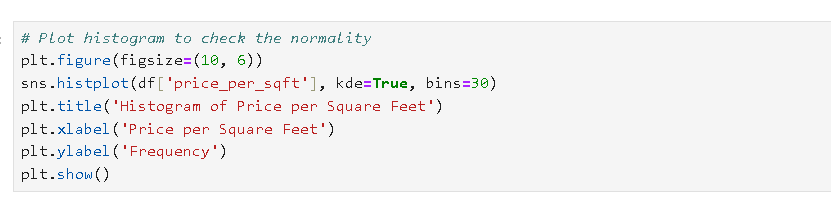 # Plot histogram to check the normality
plt.figure(figsize=(10, 6))
sns.histplot(df['price_per_sqft'], kde=True, bins=30)
plt.title('Histogram of Price per Square Feet')
plt.xlabel('Price per Square Feet')
plt.ylabel('Frequency')
plt.show()